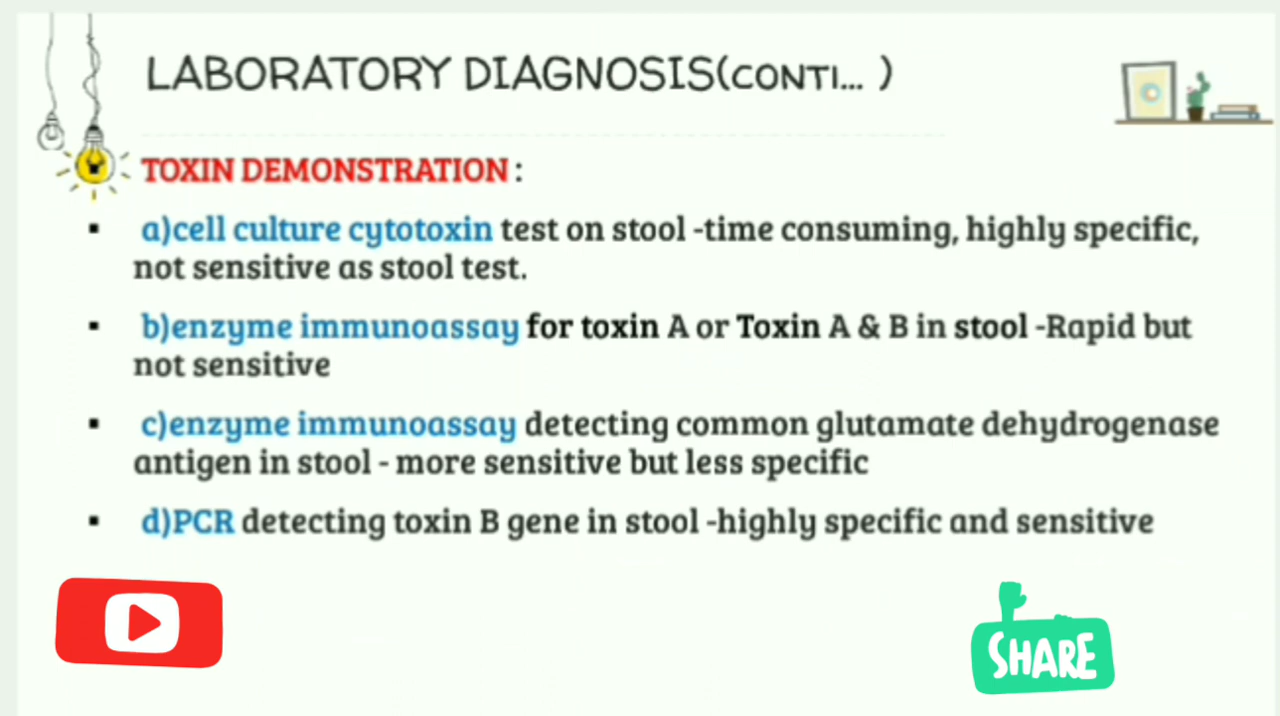 LABORATORY DIAGNOSIS(CONTI... )
TOXIN DEMONSTRATION :
▪ a)cell culture cytotoxin test on stool -time consuming, highly specific,
not sensitive as stool test.
▪ b)enzyme immunoassay for toxin A or Toxin A & B in stool -Rapid but
not sensitive
▪ c)enzyme immunoassay detecting common glutamate dehydrogenase
antigen in stool - more sensitive but less specific
▪ d)PCR detecting toxin B gene in stool -highly specific and sensitive
SHARE